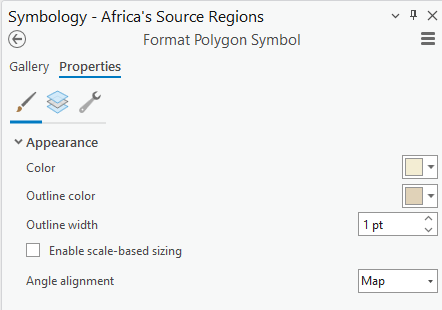 Symbology - Africa's Source Regions
Format Polygon Symbol
Gallery Properties
Appearance
Color
Outline color
Outline width 1 pt
Enable scale-based sizing
Angle alignment Map